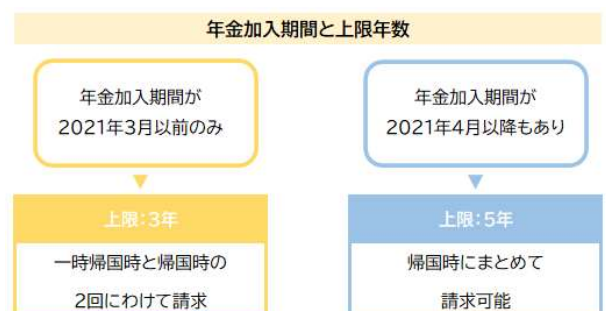 年金加入期間と上限年数
年金加入期間が
2021年3月以前のみ
上限:3年
一時帰国時と帰国時の
2回にわけて請求
年金加入期間が
2021年4月以降もあり
上限:5年
帰国時にまとめて
請求可能